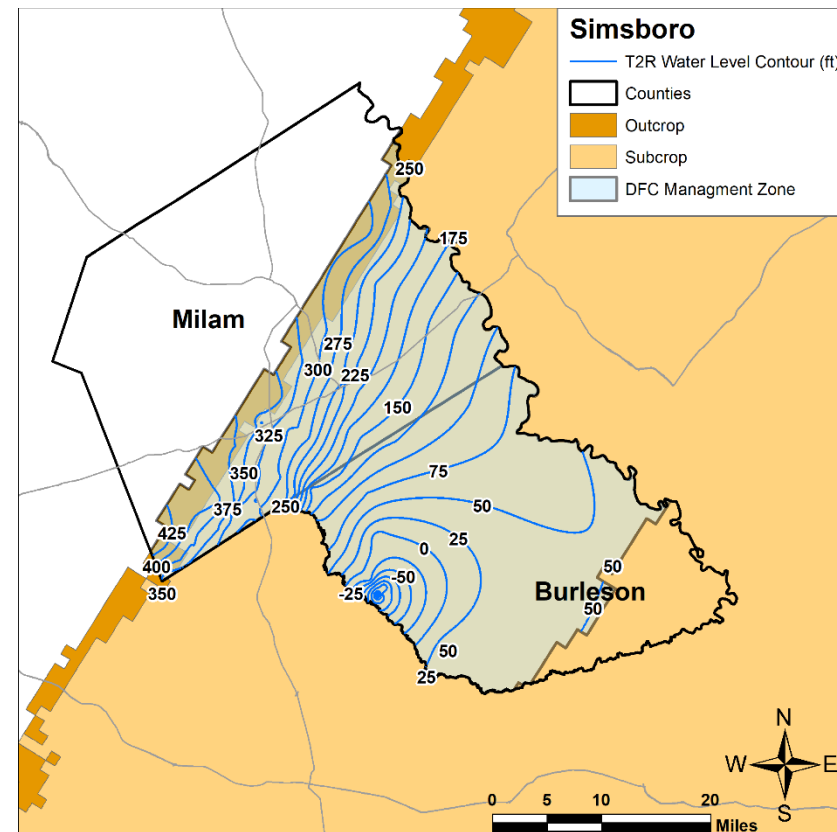 Simsboro
T2R Water Level Contour (ft)
Counties
Outcrop
Subcrop
DFC Managment Zone
250
175
Milam
275
300
225
150
325
350
75
375
250
50
425
25
0
400
-50
50
350
-25
Burleson
50
50
25
N
W E
S
0 5 10 20
Miles